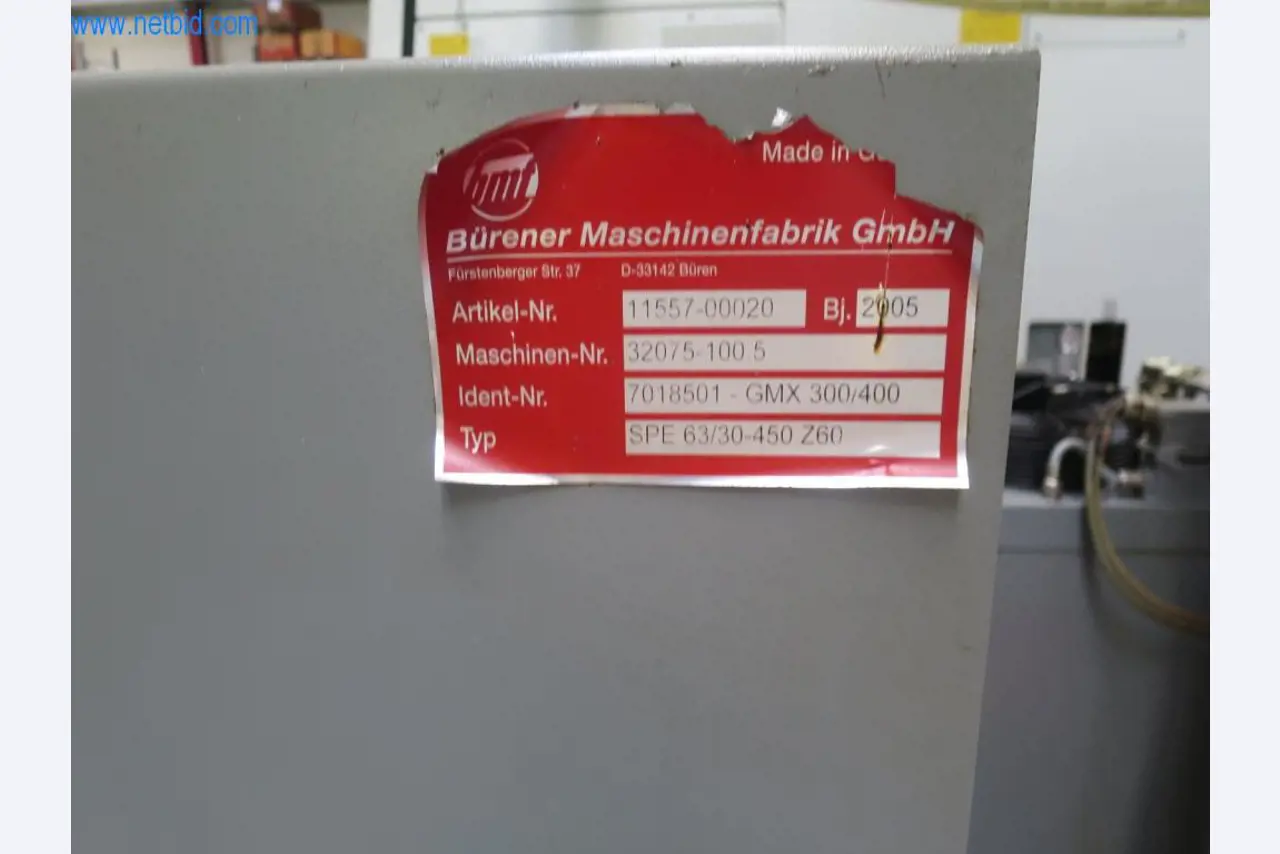 www.netbid.com
bmf
Made in
Bürener Maschinenfabrik GmbH
Fürstenberger Str. 37 D-33142 Büren
Artikel-Nr. 11557-00020 Bj. 2005
Maschinen-Nr. 32075-100 5
Ident-Nr. 7018501 - GMX 300/400
Typ SPE 63/30-450 Z60